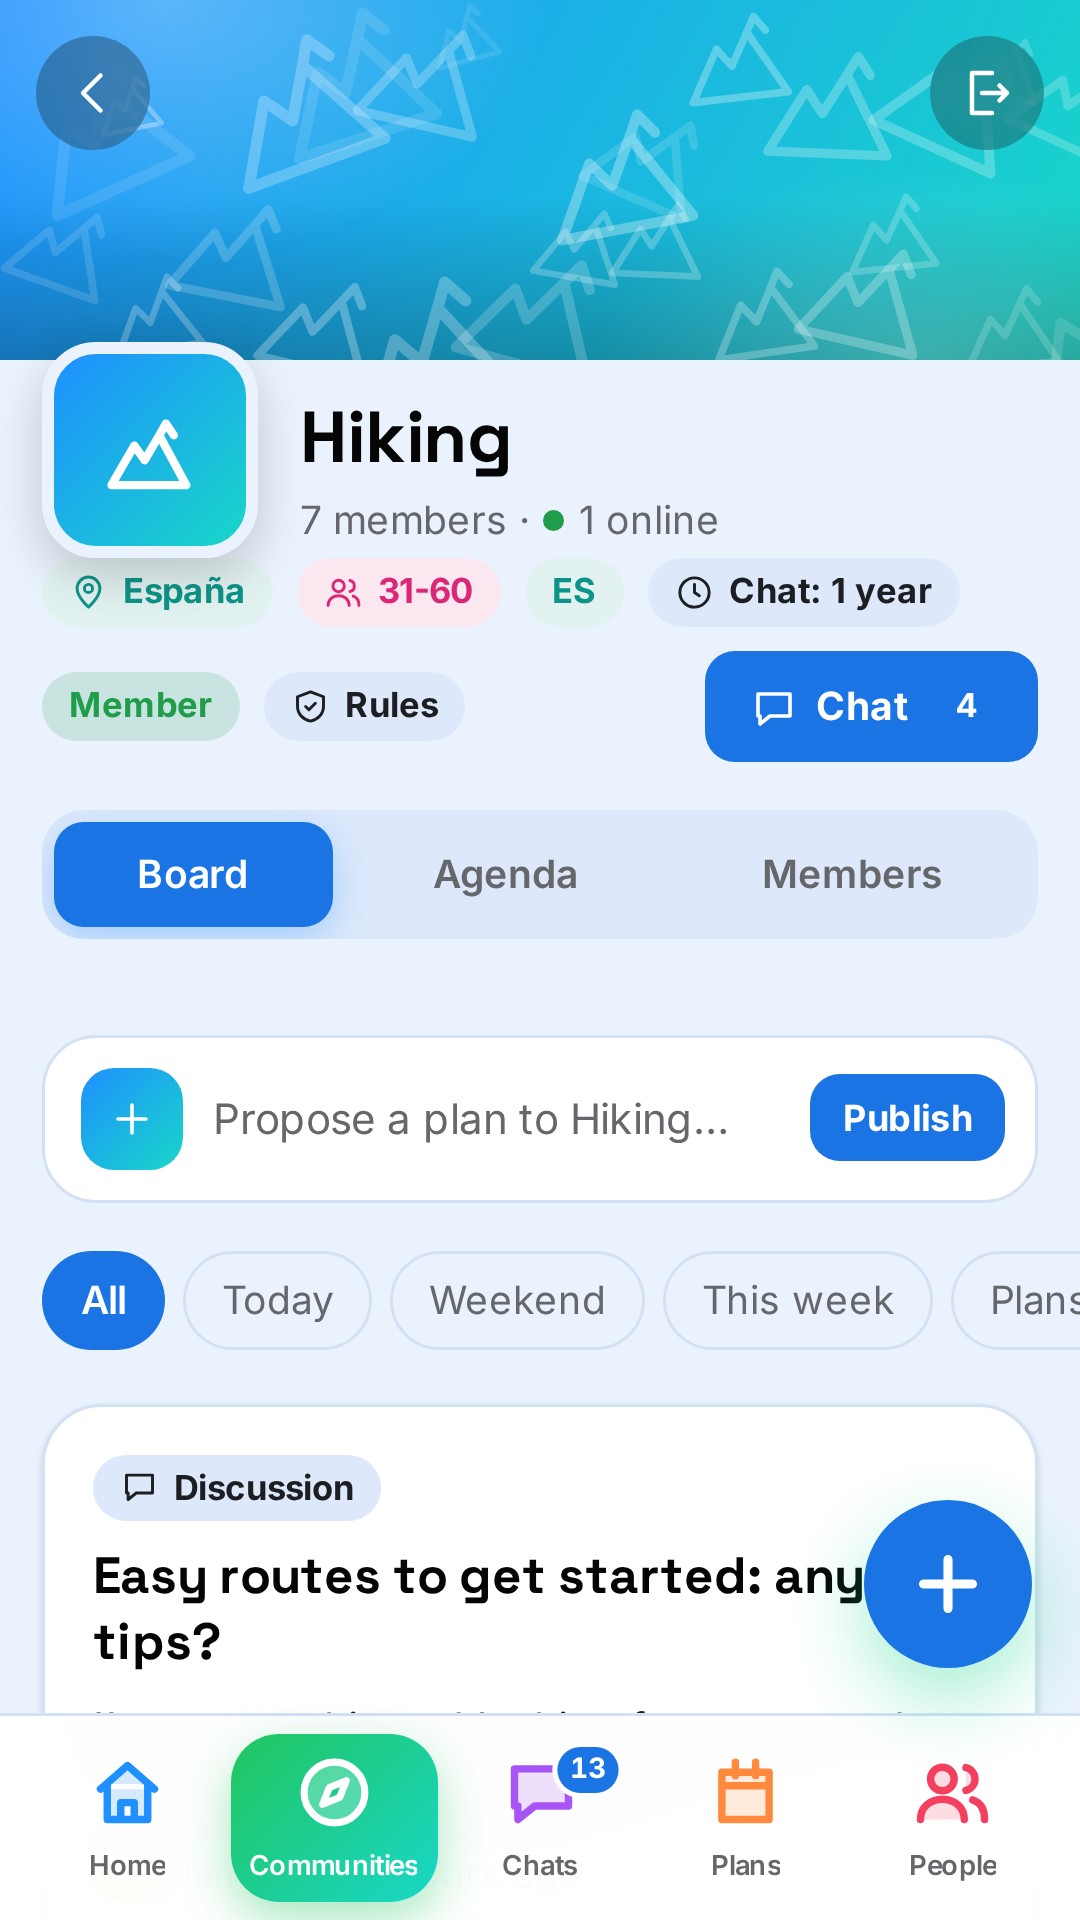 Hiking
7 members · 1 online
España
31-60
ES
Chat: 1 year
Member
Rules
Chat 4
Board
Agenda
Members
Propose a plan to Hiking...
Publish
All
Today
Weekend
This week
Plans
Discussion
Easy routes to get started: any
tips?
13
Home
Communities
Chats
Plans
People